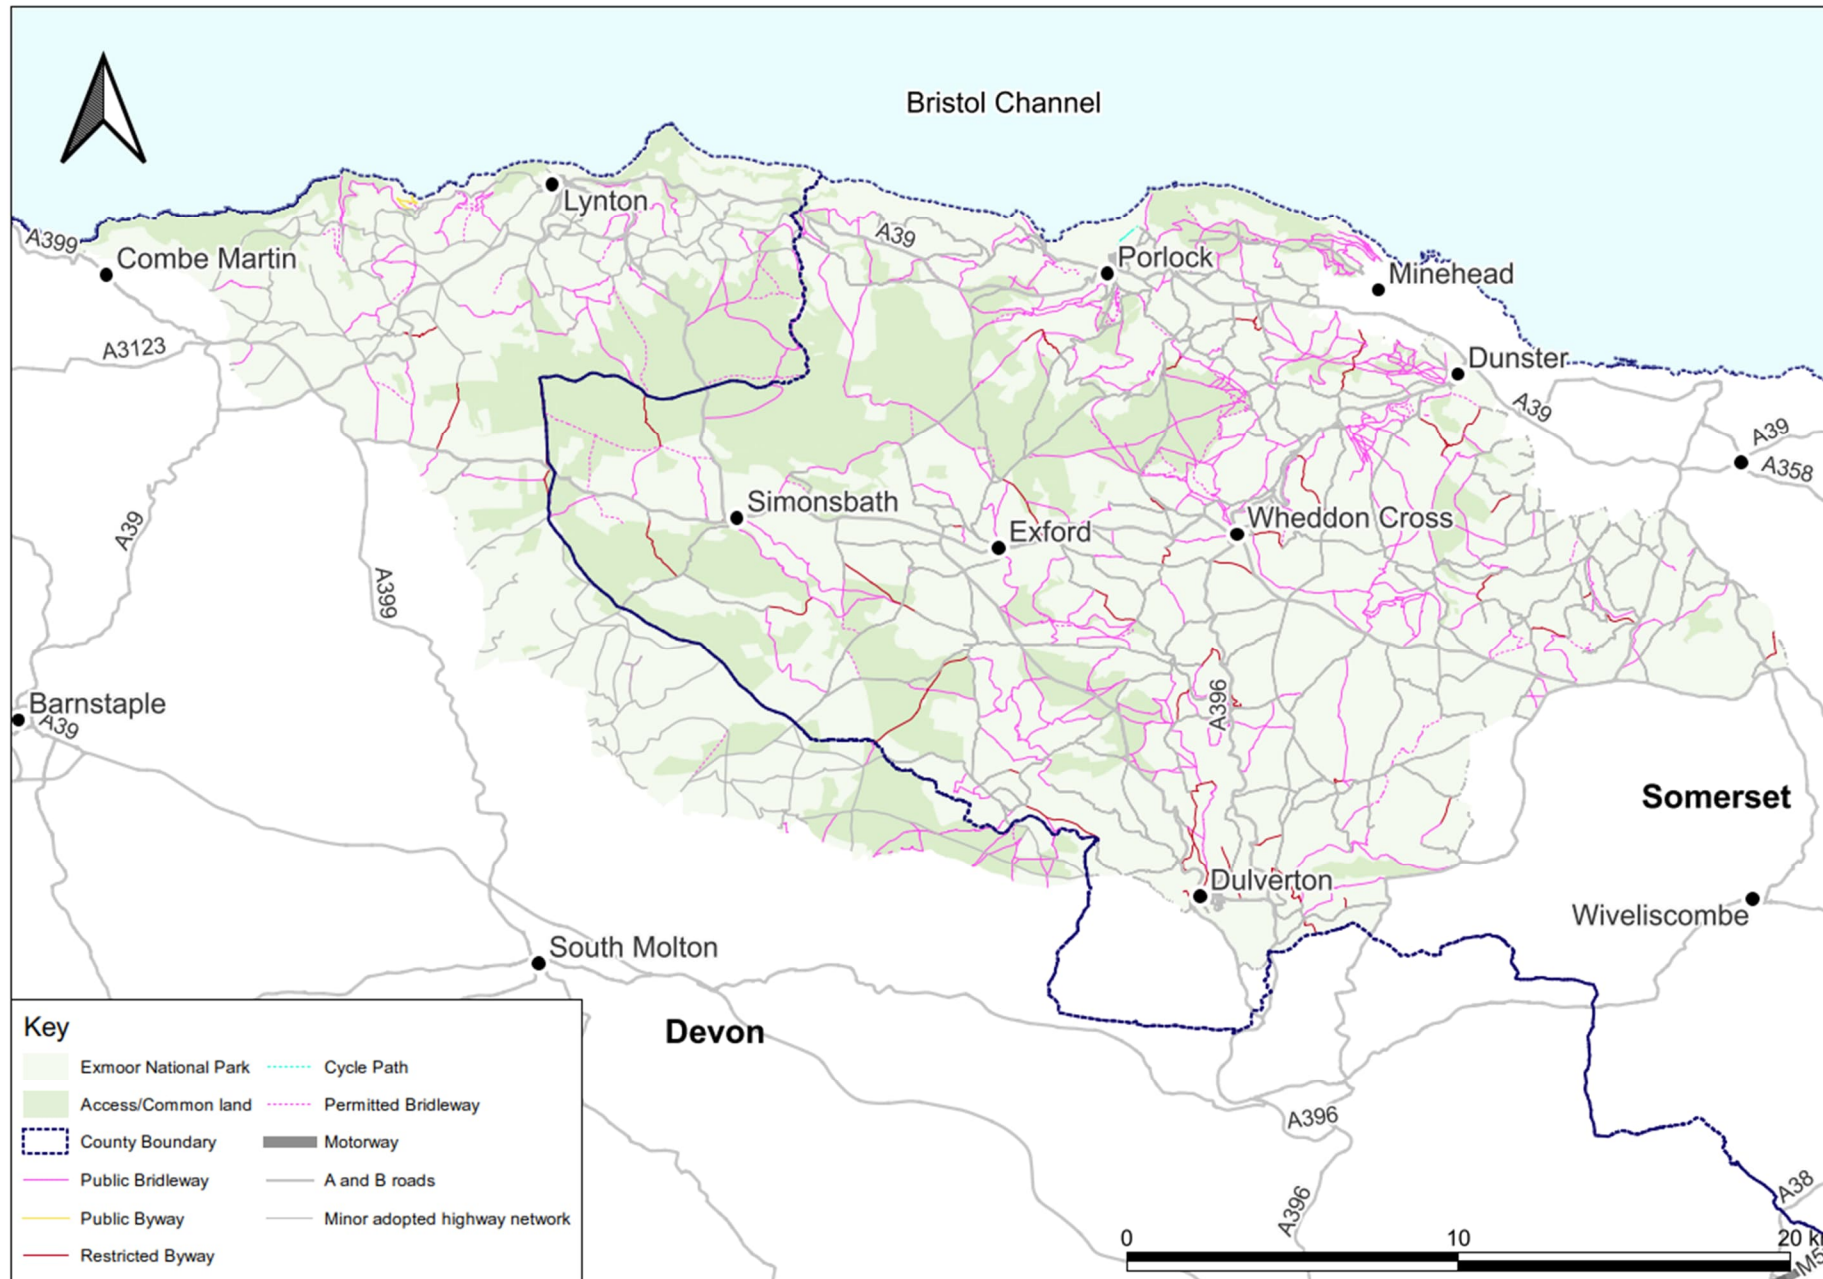 Bristol Channel
Lynton
A39
A399
Combe Martin
Porlock
Minehead
A3123
Dunster
A39
A39
A358
Simonsbath
Exford
Wheddon Cross
A39
A399
Barnstaple
A39
A396
Somerset
Dulverton
Wiveliscombe
South Molton
Devon
Key
Exmoor National Park
Cycle Path
Access/Common land
Permitted Bridleway
County Boundary
Motorway
Public Bridleway
A and B roads
Public Byway
Minor adopted highway network
Restricted Byway
A396
A396
A38
0 10 20 k
M5